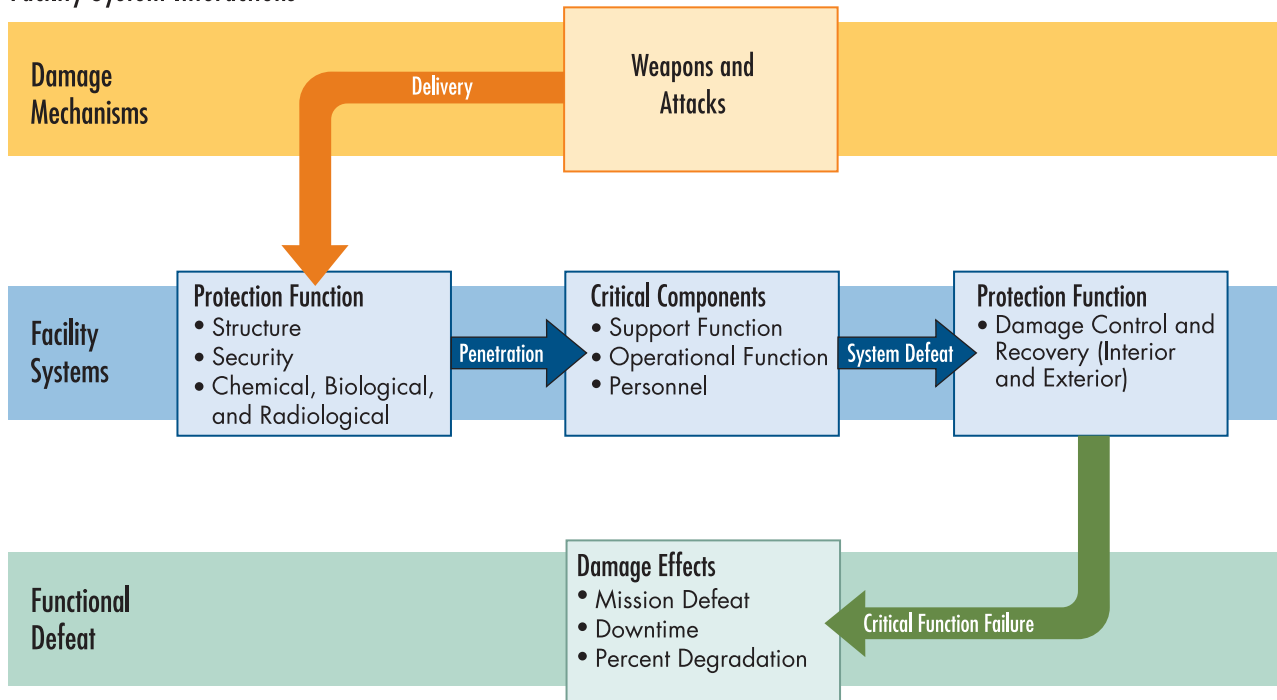 Damage
Mechanisms
Delivery
Weapons and
Attacks
Facility
Systems
Protection Function
• Structure
• Security
• Chemical, Biological,
and Radiological
Penetration
Critical Components
• Support Function
• Operational Function
• Personnel
System Defeat
Protection Function
• Damage Control and
Recovery (Interior
and Exterior)
Functional
Defeat
Damage Effects
• Mission Defeat
• Downtime
• Percent Degradation
Critical Function Failure